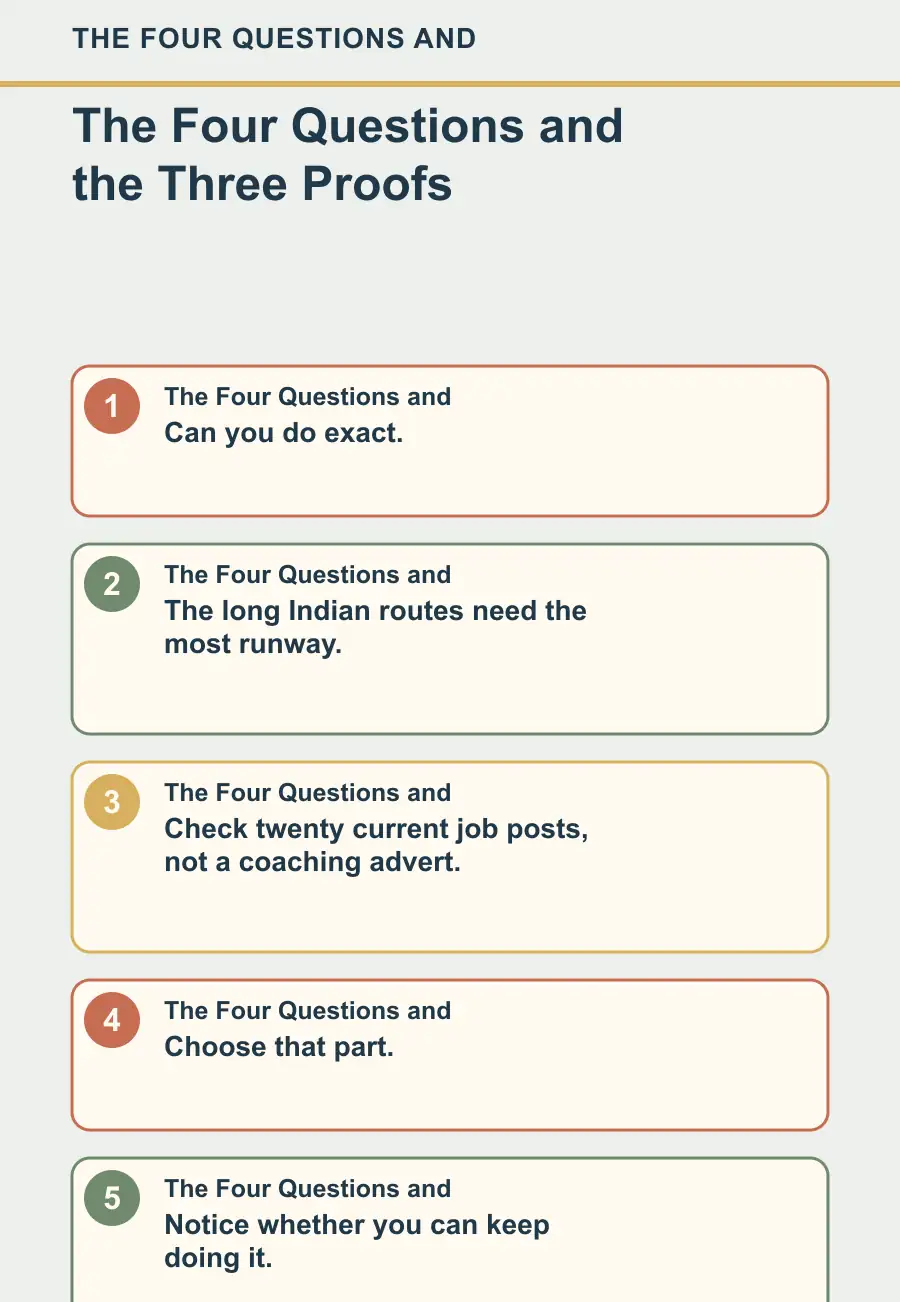 THE FOUR QUESTIONS AND
The Four Questions and
the Three Proofs
1
The Four Questions and
Can you do exact.
2
The Four Questions and
The long Indian routes need the
most runway.
3
The Four Questions and
Check twenty current job posts,
not a coaching advert.
4
The Four Questions and
Choose that part.
5
The Four Questions and
Notice whether you can keep
doing it.